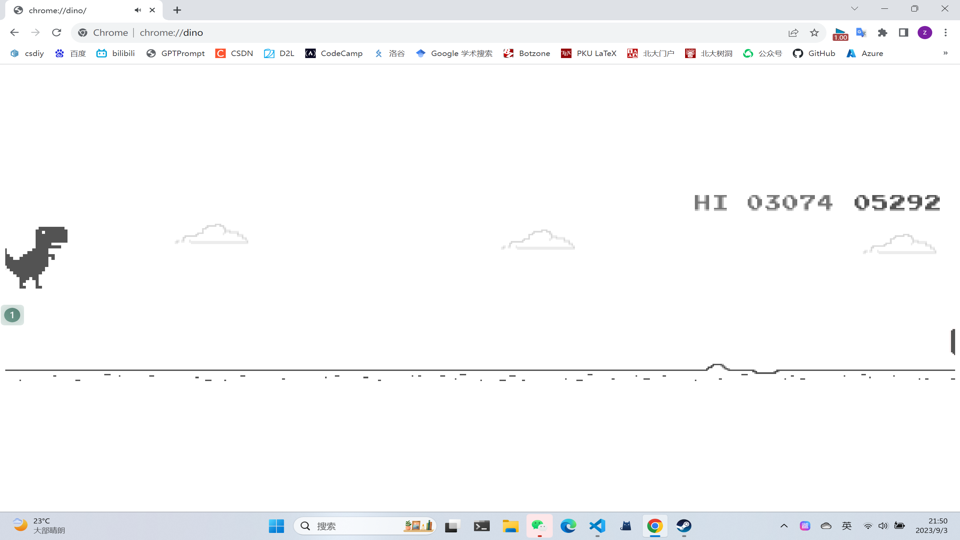 chrome://dino/
Chrome | chrome://dino
1.00
z
csdiy 百度 bilibili GPTPrompt CSDN D2L CodeCamp 洛谷 Google 学术搜索 Botzone PKU LaTeX 北大门户 北大树洞 公众号 GitHub Azure »
HI 03074 05292
1
23°C
大部晴朗
搜索
英
21:50
2023/9/3